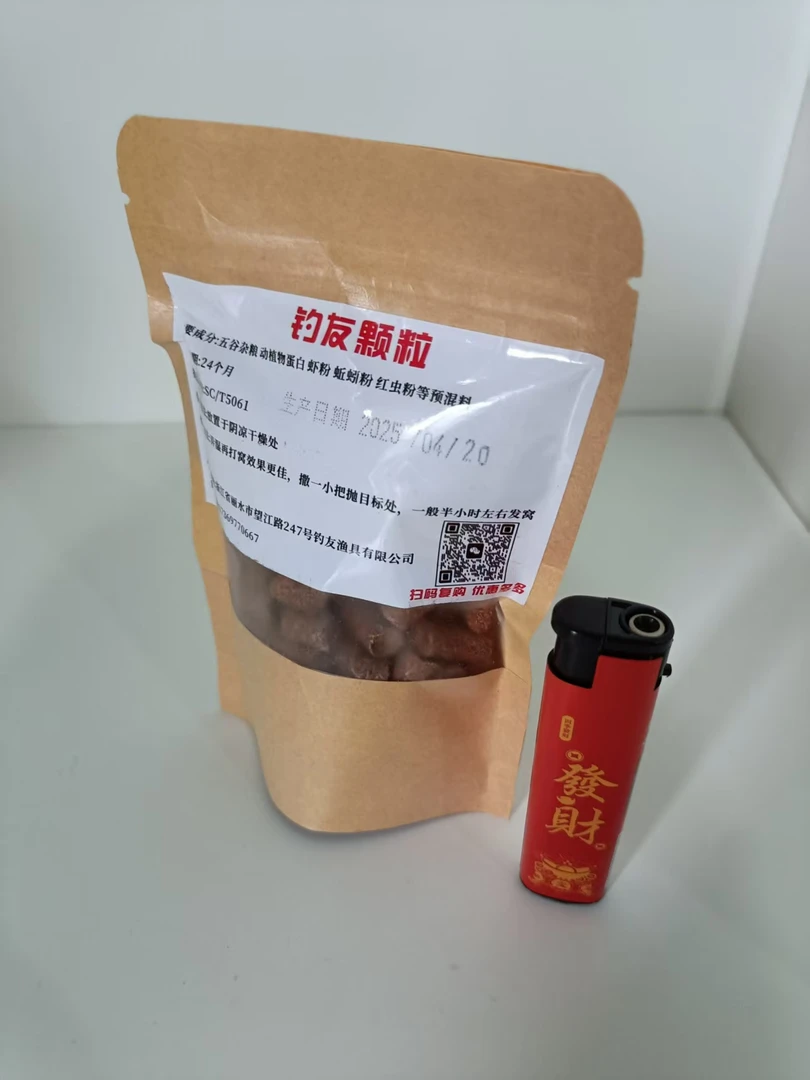 钓友颗粒
要成分:五谷杂粮 动植物蛋白 虾粉 蚯蚓粉 红虫粉等预混料
:24个月
SC/T5061
生产日期 2025/04/20
放置于阴凉干燥处
再打窝效果更佳，撒一小把抛目标处，一般半小时左右发窝
省丽水市望江路247号钓友渔具有限公司
769770667
扫码复购 优惠多多
發
財